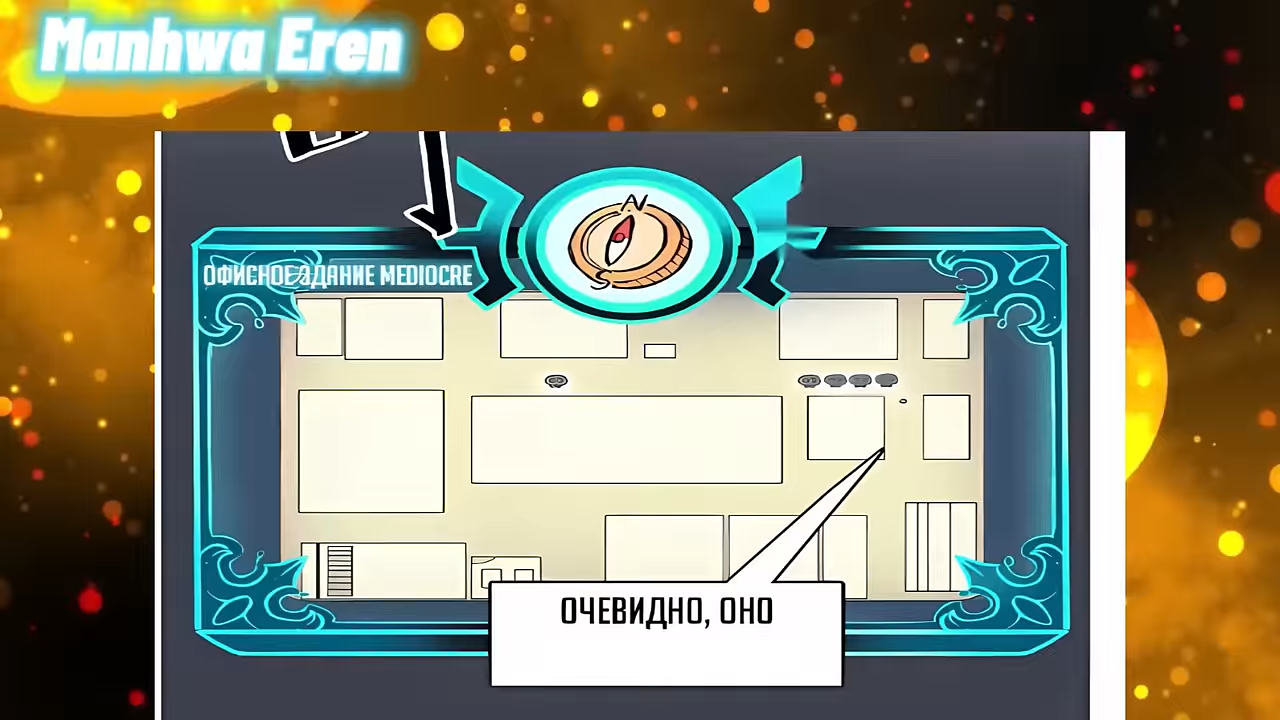 Manhwa Eren
N
S
ОФИСНОЕ ЗДАНИЕ MEDIOCRE
ОЧЕВИДНО, ОНО